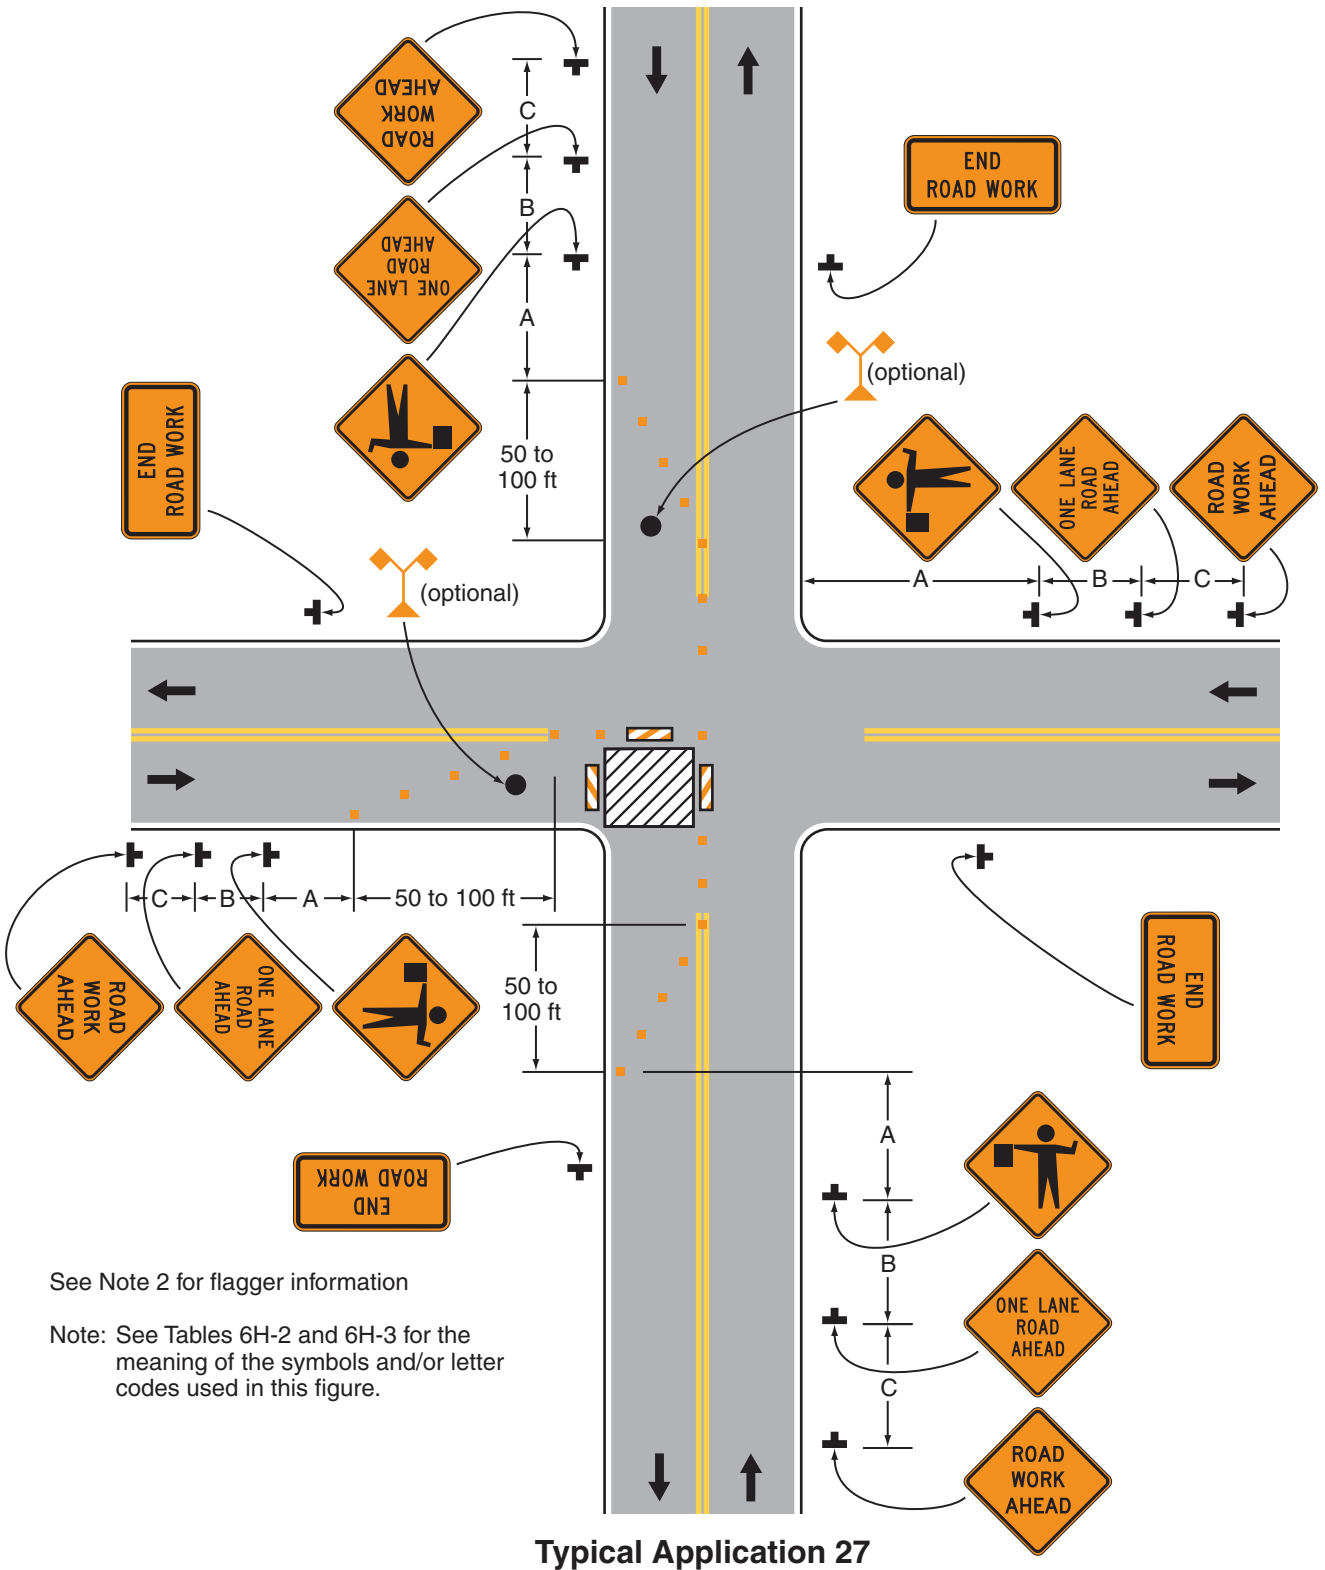 ROAD
WORK
AHEAD
C
B
A
ONE LANE
ROAD
AHEAD
50 to
100 ft
END
ROAD WORK
(optional)
END
ROAD WORK
(optional)
ONE LANE
ROAD
AHEAD
ROAD
WORK
AHEAD
A
B
C
C
B
A
50 to 100 ft
ROAD
WORK
AHEAD
ONE LANE
ROAD
AHEAD
50 to
100 ft
END
ROAD WORK
END
ROAD WORK
A
B
C
ONE LANE
ROAD
AHEAD
ROAD
WORK
AHEAD
See Note 2 for flagger information
Note: See Tables 6H-2 and 6H-3 for the
meaning of the symbols and/or letter
codes used in this figure.
Typical Application 27